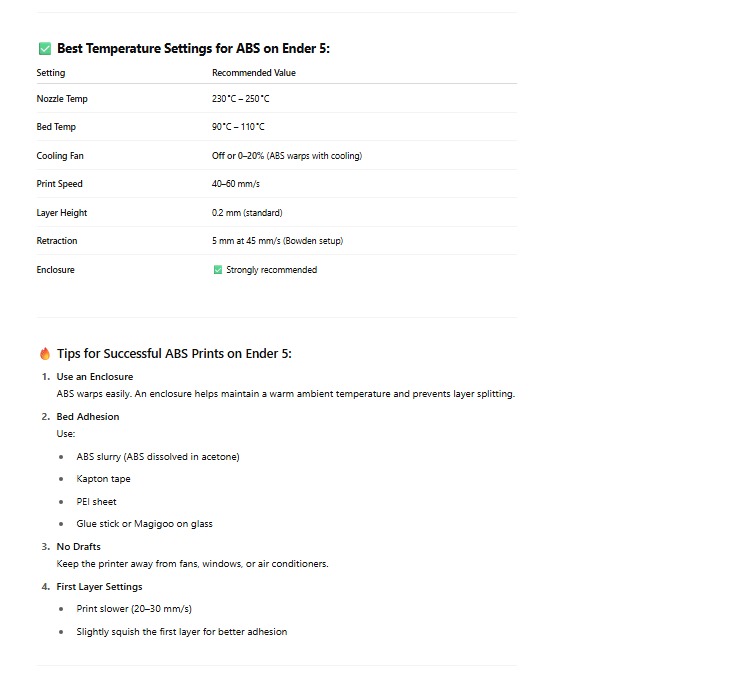 ✅ Best Temperature Settings for ABS on Ender 5:
Setting Recommended Value
Nozzle Temp 230°C – 250°C
Bed Temp 90°C – 110°C
Cooling Fan Off or 0–20% (ABS warps with cooling)
Print Speed 40–60 mm/s
Layer Height 0.2 mm (standard)
Retraction 5 mm at 45 mm/s (Bowden setup)
Enclosure ✅ Strongly recommended
🔥 Tips for Successful ABS Prints on Ender 5:
1. Use an Enclosure
ABS warps easily. An enclosure helps maintain a warm ambient temperature and prevents layer splitting.
2. Bed Adhesion
Use:
• ABS slurry (ABS dissolved in acetone)
• Kapton tape
• PEI sheet
• Glue stick or Magigoo on glass
3. No Drafts
Keep the printer away from fans, windows, or air conditioners.
4. First Layer Settings
• Print slower (20–30 mm/s)
• Slightly squish the first layer for better adhesion